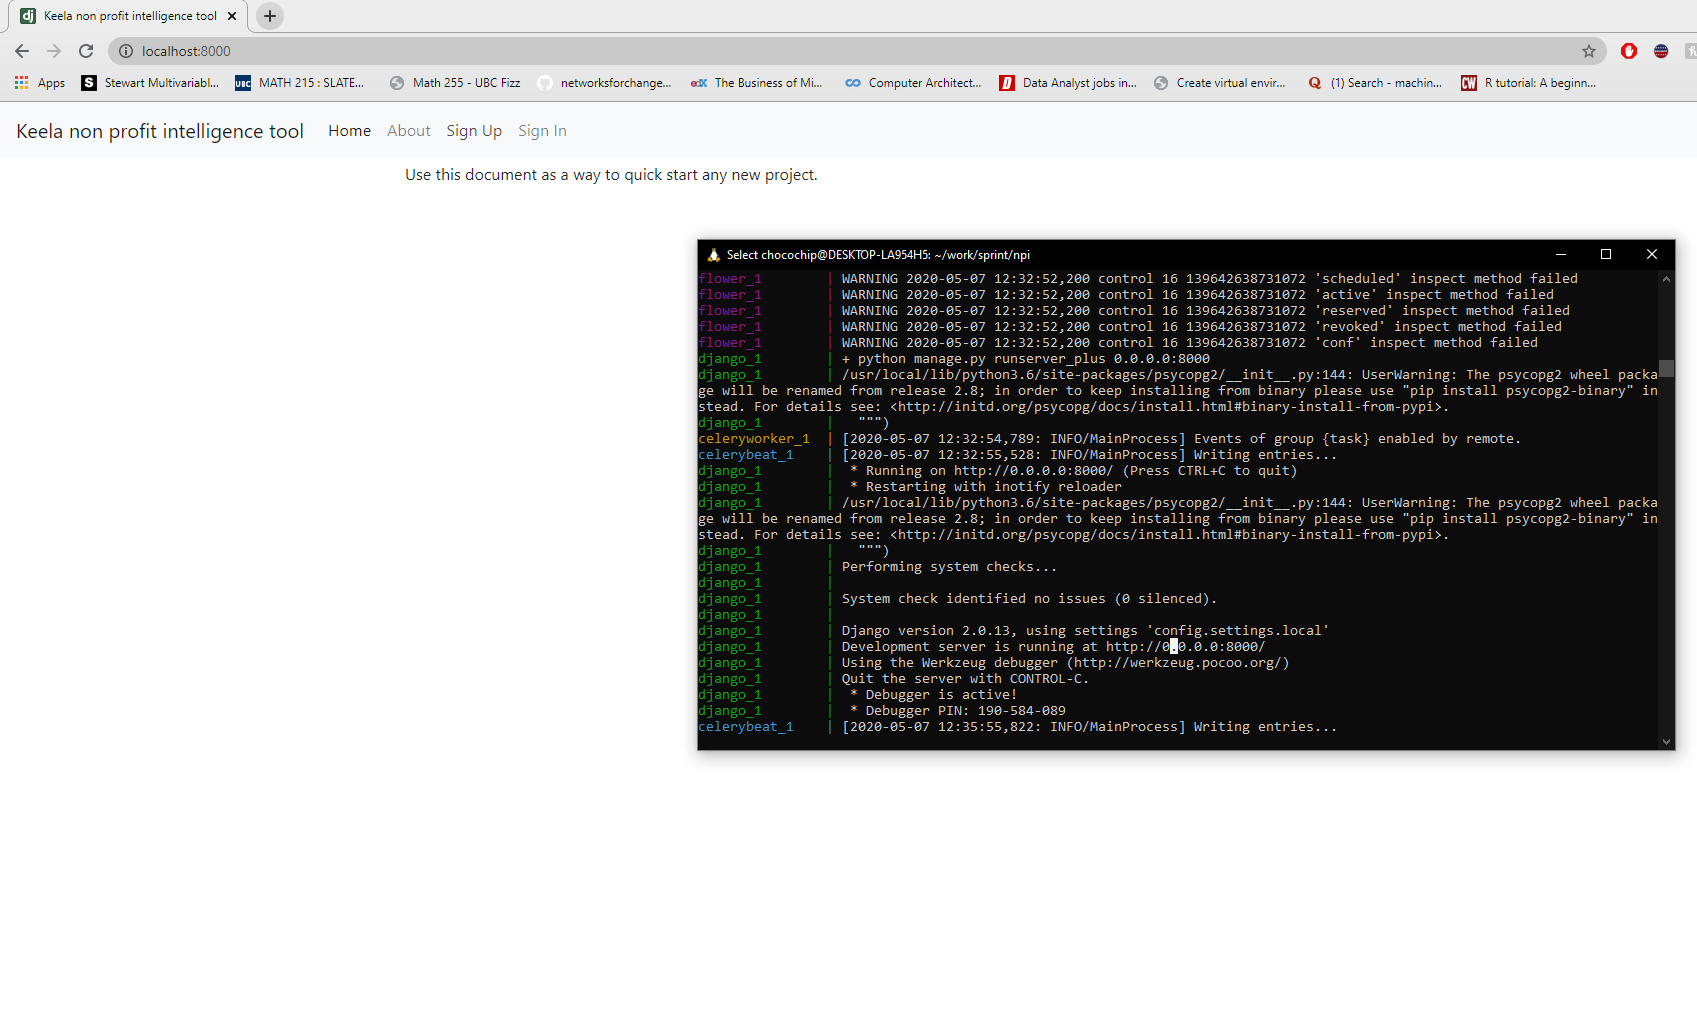 Keela non profit intelligence tool
localhost:8000
Apps Stewart Multivariabl... MATH 215 : SLATE... Math 255 - UBC Fizz networksforchange... The Business of Mi... Computer Architect... Data Analyst jobs in... Create virtual envir... (1) Search - machin... R tutorial: A beginn...
Keela non profit intelligence tool Home About Sign Up Sign In
Use this document as a way to quick start any new project.
Select chocochip@DESKTOP-LA954H5: ~/work/sprint/npi
flower_1 | WARNING 2020-05-07 12:32:52,200 control 16 139642638731072 'scheduled' inspect method failed
flower_1 | WARNING 2020-05-07 12:32:52,200 control 16 139642638731072 'active' inspect method failed
flower_1 | WARNING 2020-05-07 12:32:52,200 control 16 139642638731072 'reserved' inspect method failed
flower_1 | WARNING 2020-05-07 12:32:52,200 control 16 139642638731072 'revoked' inspect method failed
flower_1 | WARNING 2020-05-07 12:32:52,200 control 16 139642638731072 'conf' inspect method failed
django_1 | + python manage.py runserver_plus 0.0.0.0:8000
django_1 | /usr/local/lib/python3.6/site-packages/psycopg2/__init__.py:144: UserWarning: The psycopg2 wheel packa
ge will be renamed from release 2.8; in order to keep installing from binary please use "pip install psycopg2-binary" in
stead. For details see: <http://initd.org/psycopg/docs/install.html#binary-install-from-pypi>.
django_1 | """)
celeryworker_1 | [2020-05-07 12:32:54,789: INFO/MainProcess] Events of group {task} enabled by remote.
celerybeat_1 | [2020-05-07 12:32:55,528: INFO/MainProcess] Writing entries...
django_1 | * Running on http://0.0.0.0:8000/ (Press CTRL+C to quit)
django_1 | * Restarting with inotify reloader
django_1 | /usr/local/lib/python3.6/site-packages/psycopg2/__init__.py:144: UserWarning: The psycopg2 wheel packa
ge will be renamed from release 2.8; in order to keep installing from binary please use "pip install psycopg2-binary" in
stead. For details see: <http://initd.org/psycopg/docs/install.html#binary-install-from-pypi>.
django_1 | """)
django_1 | Performing system checks...
django_1 |
django_1 | System check identified no issues (0 silenced).
django_1 |
django_1 | Django version 2.0.13, using settings 'config.settings.local'
django_1 | Development server is running at http://0.0.0.0:8000/
django_1 | Using the Werkzeug debugger (http://werkzeug.pocoo.org/)
django_1 | Quit the server with CONTROL-C.
django_1 | * Debugger is active!
django_1 | * Debugger PIN: 190-584-089
celerybeat_1 | [2020-05-07 12:35:55,822: INFO/MainProcess] Writing entries...